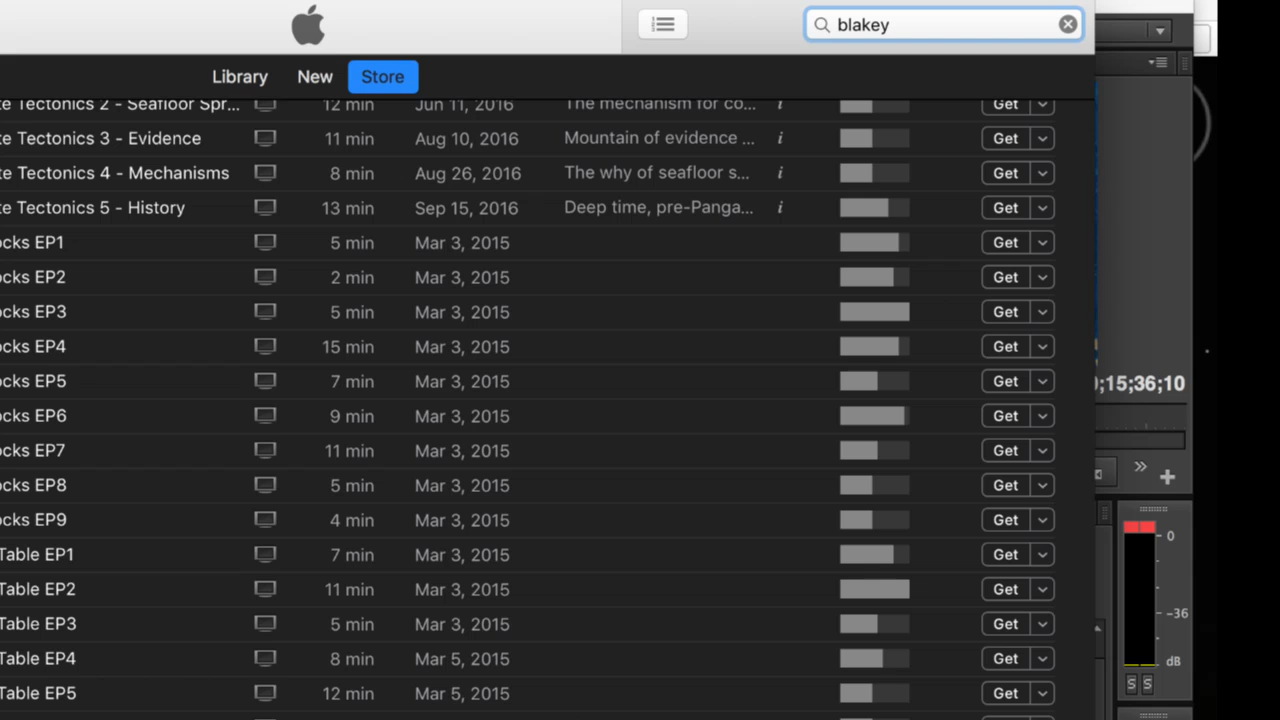 blakey
Library New Store
te Tectonics 2 - Seafloor Spr... 12 min Jun 11, 2016 The mechanism for co... Get
te Tectonics 3 - Evidence 11 min Aug 10, 2016 Mountain of evidence ... i Get
te Tectonics 4 - Mechanisms 8 min Aug 26, 2016 The why of seafloor s... i Get
te Tectonics 5 - History 13 min Sep 15, 2016 Deep time, pre-Panga... i Get
ocks EP1 5 min Mar 3, 2015 Get
ocks EP2 2 min Mar 3, 2015 Get
ocks EP3 5 min Mar 3, 2015 Get
ocks EP4 15 min Mar 3, 2015 Get
ocks EP5 7 min Mar 3, 2015 Get
;15;36;10
ocks EP6 9 min Mar 3, 2015 Get
ocks EP7 11 min Mar 3, 2015 Get
ocks EP8 5 min Mar 3, 2015 Get
ocks EP9 4 min Mar 3, 2015 Get
0
Table EP1 7 min Mar 3, 2015 Get
Table EP2 11 min Mar 3, 2015 Get
-36
Table EP3 5 min Mar 3, 2015 Get
Table EP4 8 min Mar 5, 2015 Get
dB
S S
Table EP5 12 min Mar 5, 2015 Get